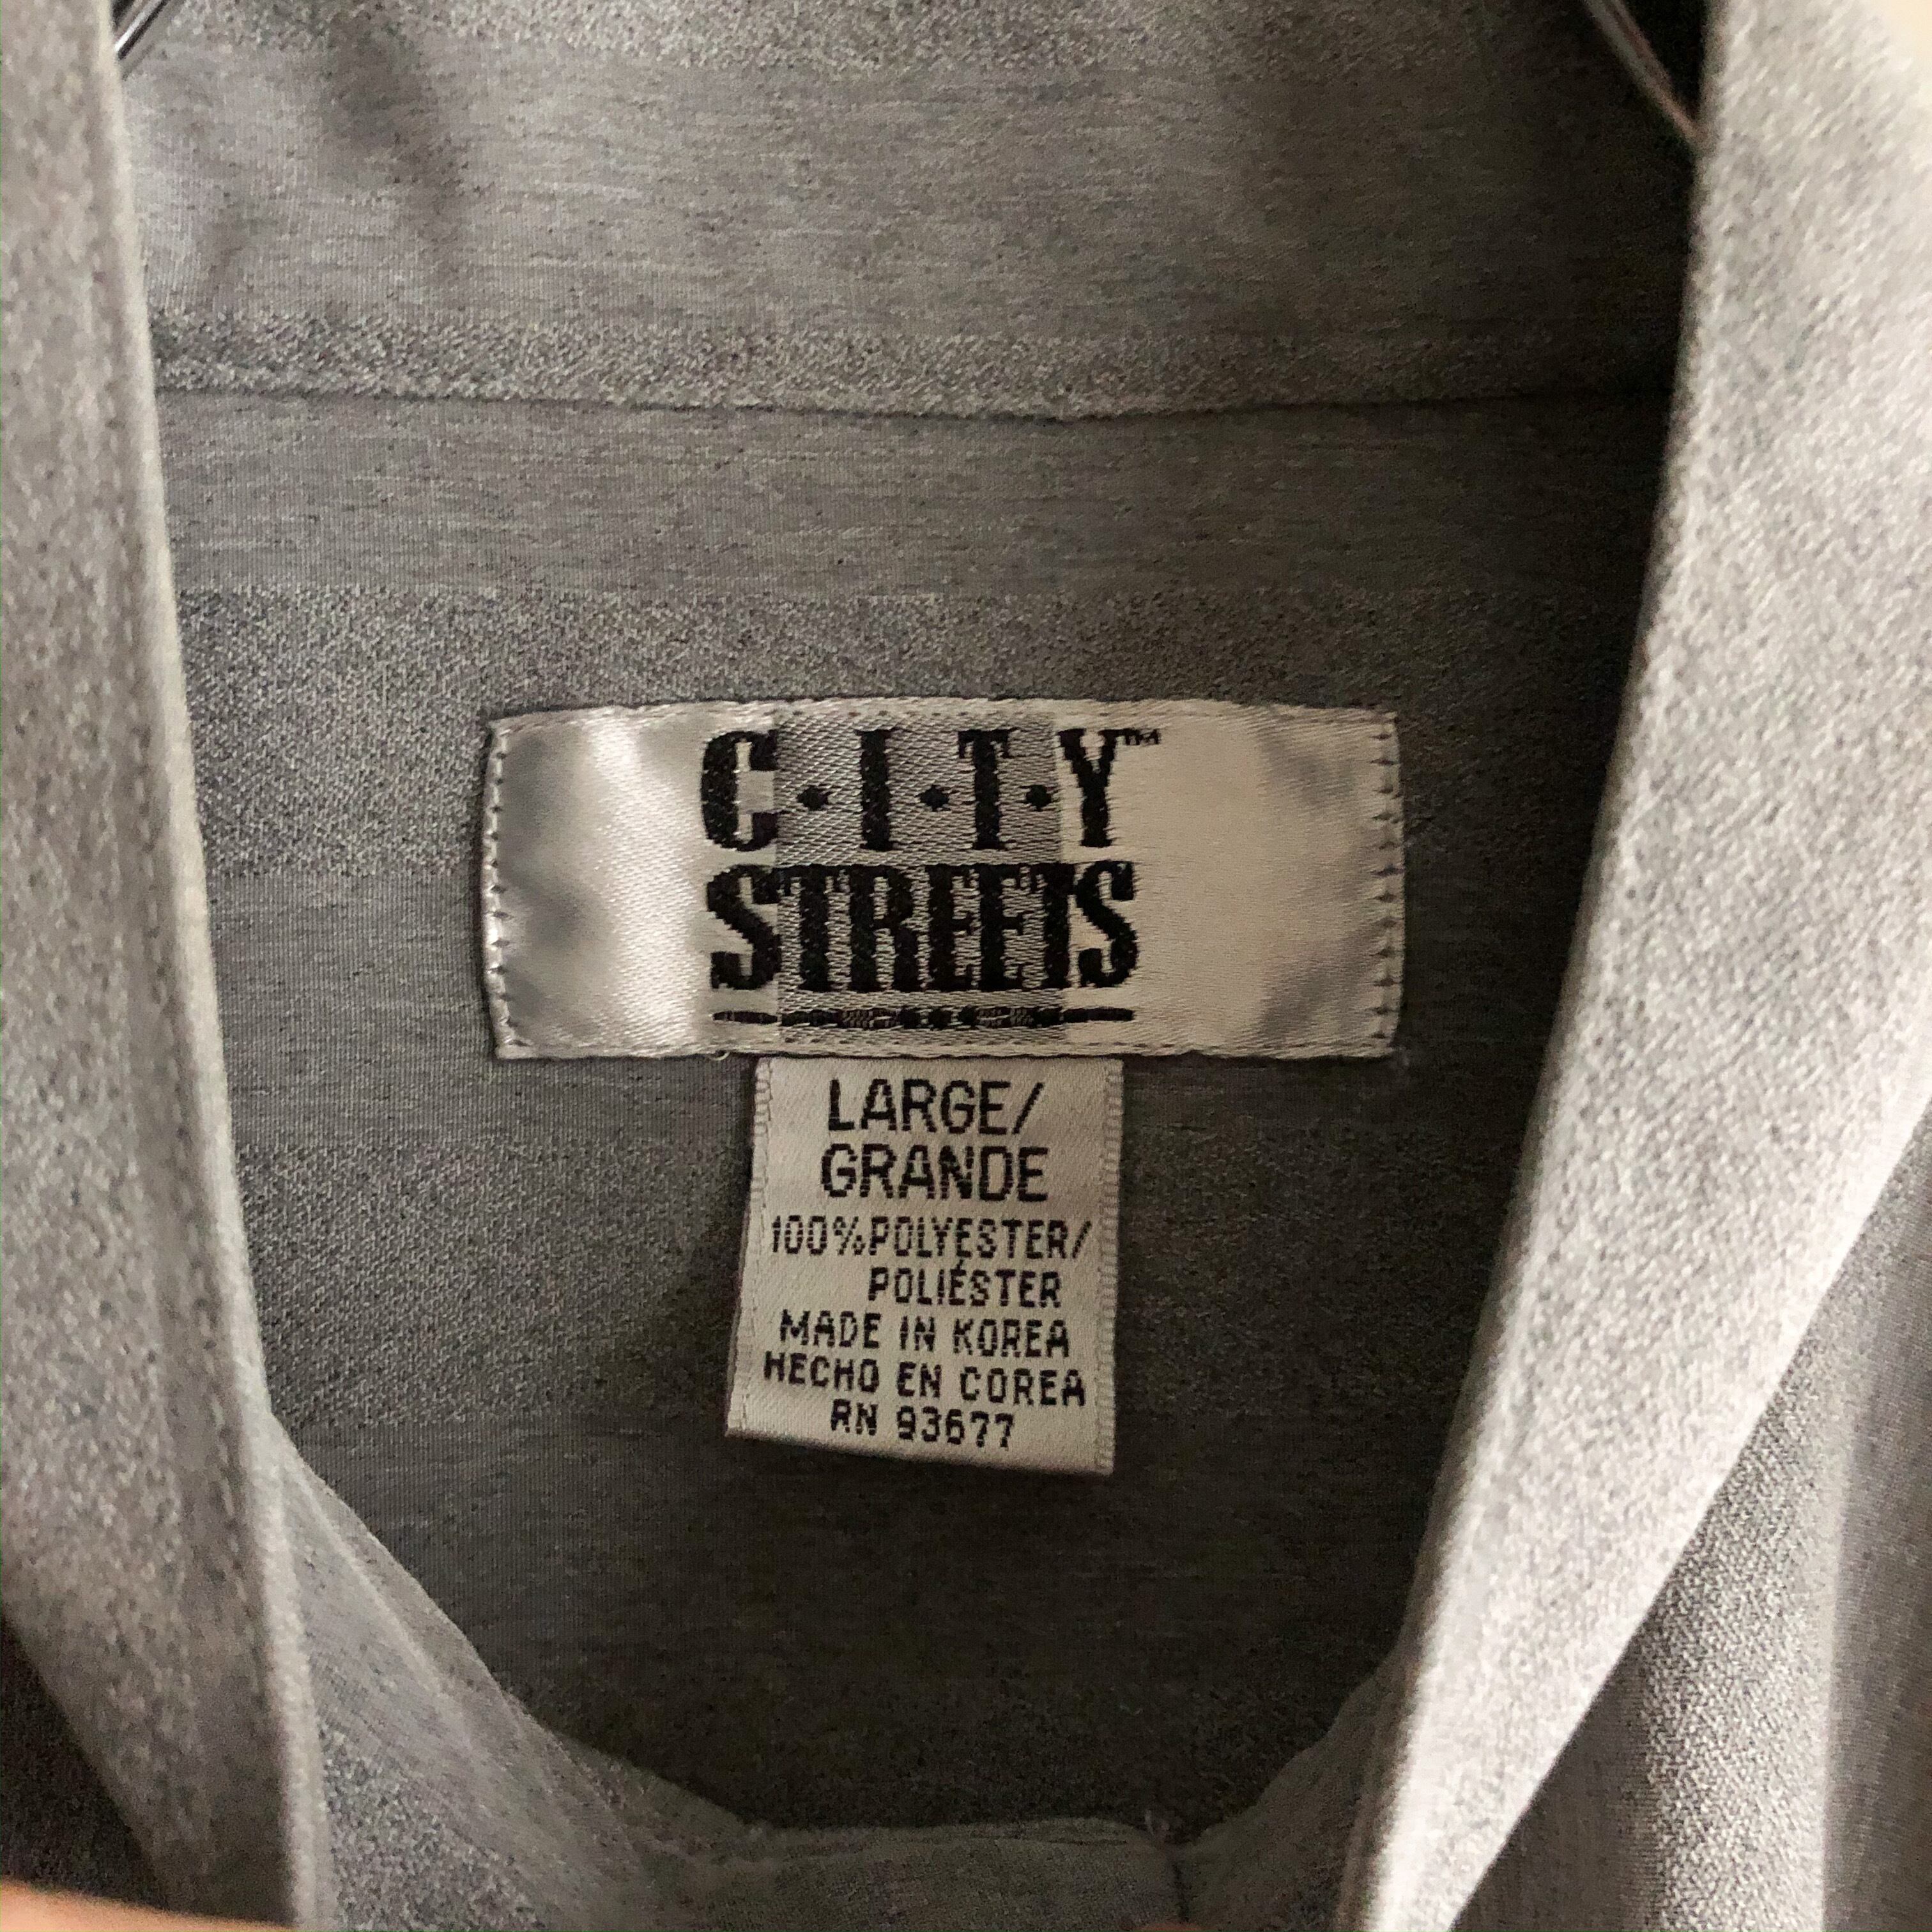 C·I·T·Y™
STREETS
LARGE/
GRANDE
100%POLYESTER/
POLIÉSTER
MADE IN KOREA
HECHO EN COREA
RN 93677